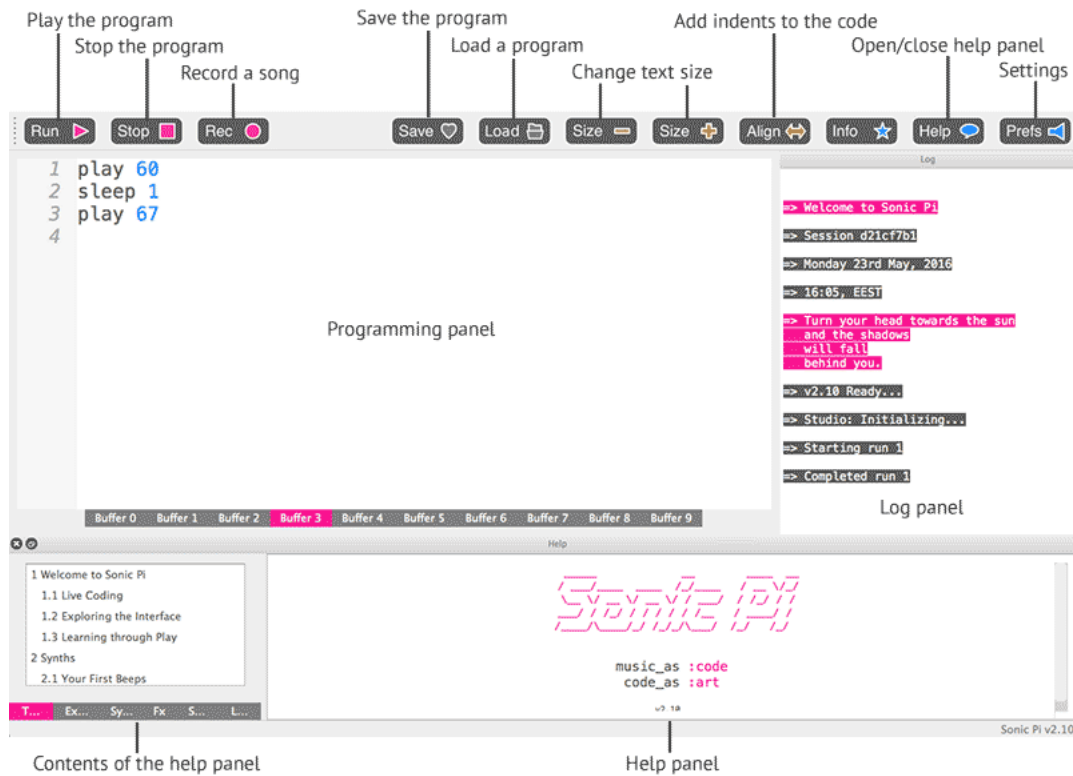 Play the program
Stop the program
Record a song
Save the program
Load a program
Change text size
Add indents to the code
Open/close help panel
Settings
Run Stop Rec Save Load Size Size Align Info Help Prefs
Log
1 play 60
2 sleep 1
3 play 67
4
Programming panel
=> Welcome to Sonic Pi
=> Session d21cf7b1
=> Monday 23rd May, 2016
=> 16:05, EEST
=> Turn your head towards the sun
and the shadows
will fall
behind you.
=> v2.10 Ready...
=> Studio: Initializing...
=> Starting run 1
=> Completed run 1
Log panel
Buffer 0 Buffer 1 Buffer 2 Buffer 3 Buffer 4 Buffer 5 Buffer 6 Buffer 7 Buffer 8 Buffer 9
Help
1 Welcome to Sonic Pi
1.1 Live Coding
1.2 Exploring the Interface
1.3 Learning through Play
2 Synths
2.1 Your First Beeps
T... Ex... Sy... Fx S... L...
Sonic Pi
music_as :code
code_as :art
v2.10
Sonic Pi v2.10
Contents of the help panel
Help panel